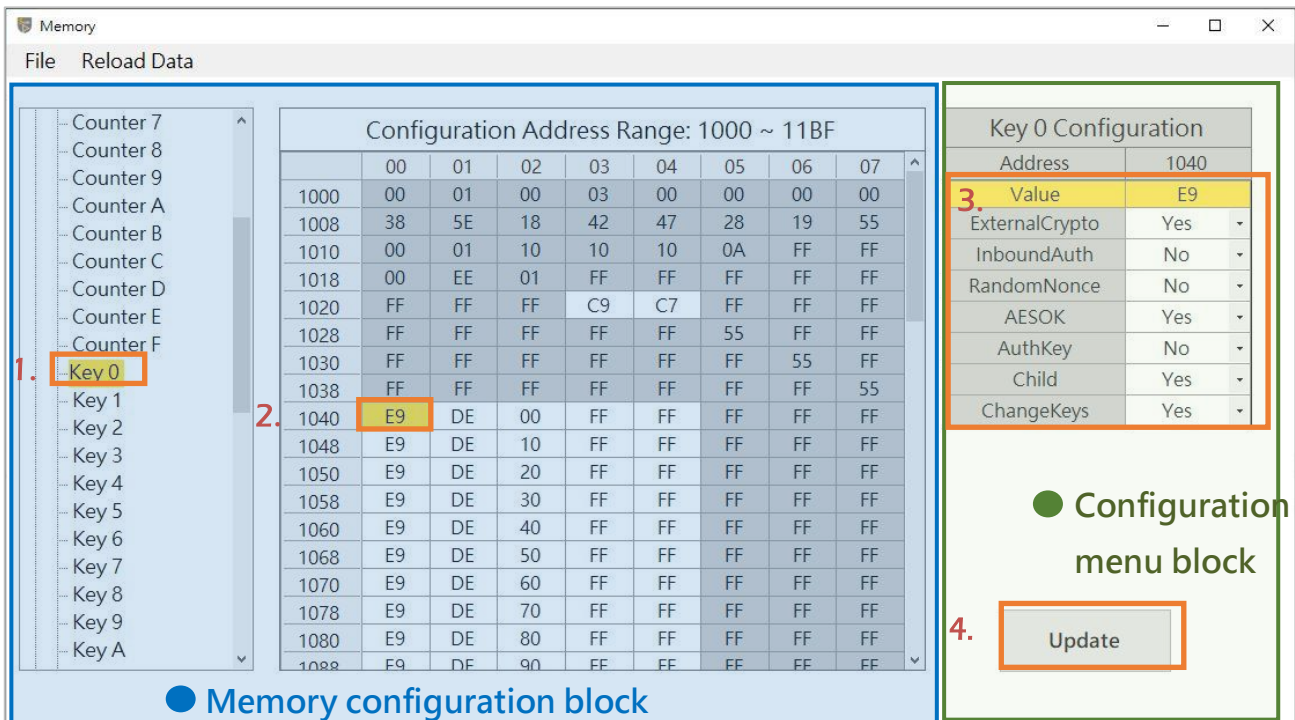 Memory
File Reload Data
Counter 7
Counter 8
Counter 9
Counter A
Counter B
Counter C
Counter D
Counter E
Counter F
1. Key 0
Key 1
Key 2
Key 3
Key 4
Key 5
Key 6
Key 7
Key 8
Key 9
Key A
Configuration Address Range: 1000 ~ 11BF
00 01 02 03 04 05 06 07
1000 00 01 00 03 00 00 00 00
1008 38 5E 18 42 47 28 19 55
1010 00 01 10 10 10 0A FF FF
1018 00 EE 01 FF FF FF FF FF
1020 FF FF FF C9 C7 FF FF FF
1028 FF FF FF FF FF 55 FF FF
1030 FF FF FF FF FF FF 55 FF
1038 FF FF FF FF FF FF FF 55
2. 1040 E9 DE 00 FF FF FF FF FF
1048 E9 DE 10 FF FF FF FF FF
1050 E9 DE 20 FF FF FF FF FF
1058 E9 DE 30 FF FF FF FF FF
1060 E9 DE 40 FF FF FF FF FF
1068 E9 DE 50 FF FF FF FF FF
1070 E9 DE 60 FF FF FF FF FF
1078 E9 DE 70 FF FF FF FF FF
1080 E9 DE 80 FF FF FF FF FF
1088 E9 DE 90 FF FF FF FF FF
Memory configuration block
Key 0 Configuration
Address 1040
3. Value E9
ExternalCrypto Yes
InboundAuth No
RandomNonce No
AESOK Yes
AuthKey No
Child Yes
ChangeKeys Yes
Configuration
menu block
4. Update